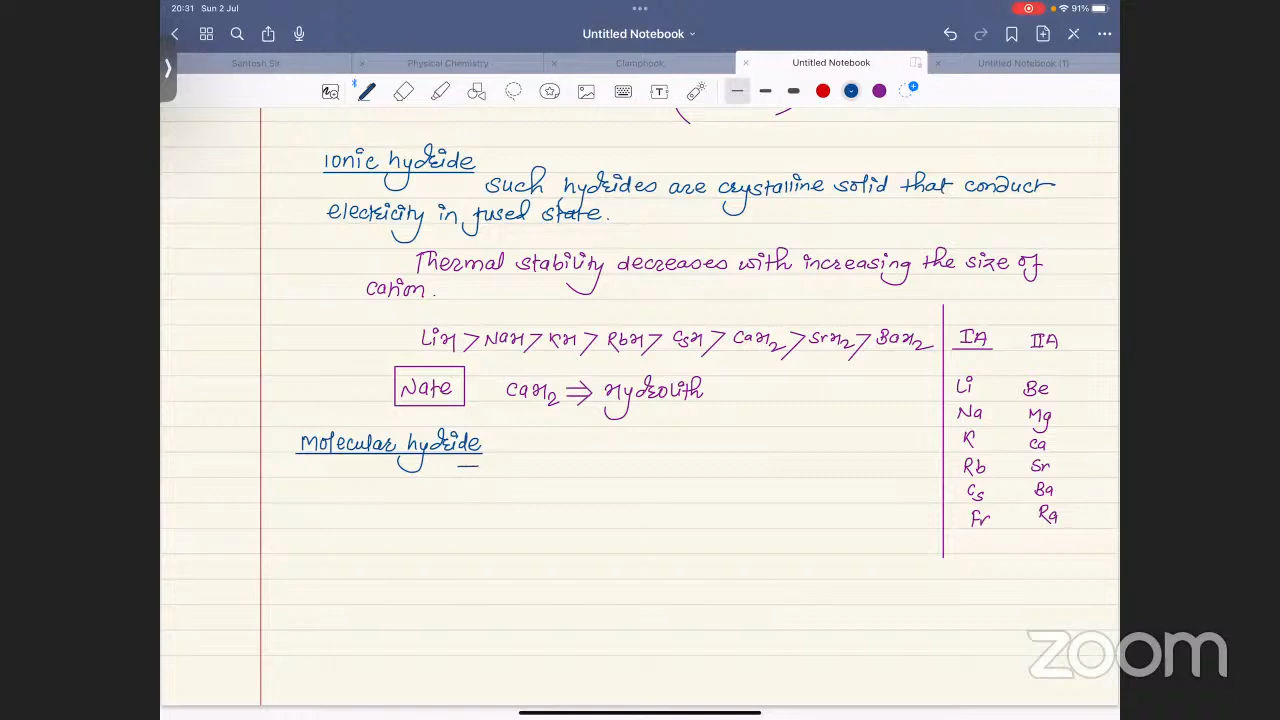 20:31 Sun 2 Jul
91%
Untitled Notebook
Santosh Sir
Physical Chemistry
Clamphook,
Untitled Notebook
Untitled Notebook (1)
Ionic hydride
such hydrides are crystalline solid that conduct
electricity in fused state.
Thermal stability decreases with increasing the size of
cation.
LiH > NaH > KH > RbH > CsH > CaH2 > SrH2 > BaH2
IA IIA
Note CaH2 ⇒ Hydrolith
Li Be
Na Mg
K Ca
Molecular hydride
Rb Sr
Cs Ba
Fr Ra
zoom